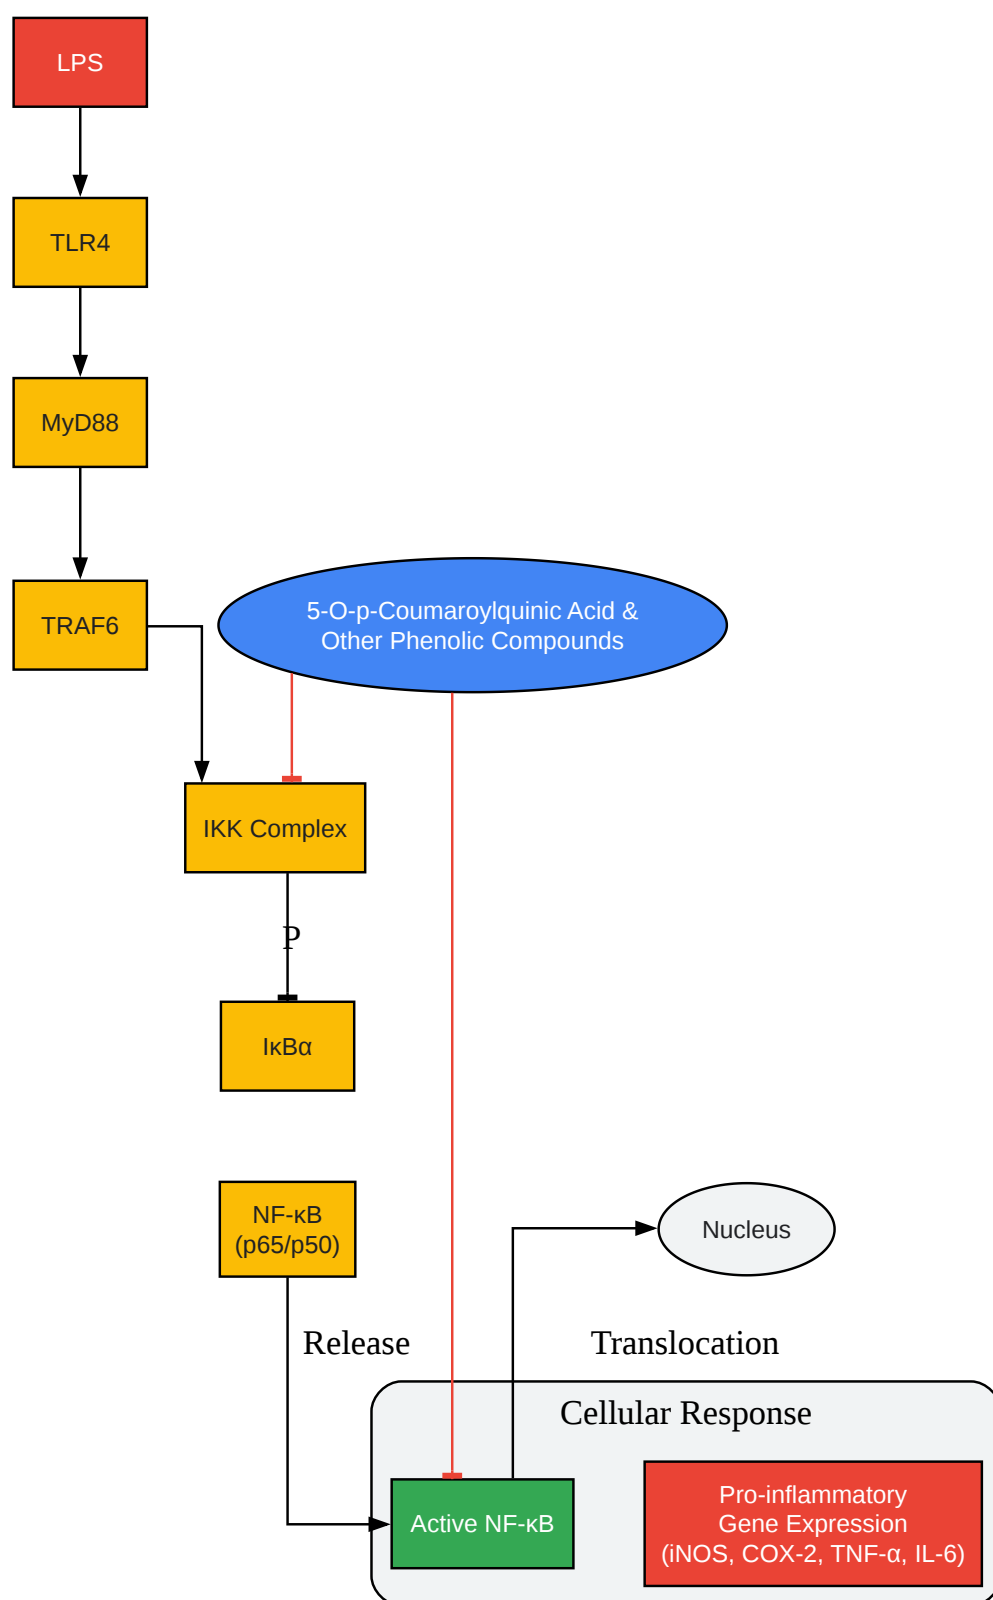 LPS
TLR4
MyD88
TRAF6
5-O-p-Coumaroylquinic Acid &
Other Phenolic Compounds
IKK Complex
P
IκBα
NF-κB
(p65/p50)
Nucleus
Release
Translocation
Cellular Response
Active NF-κB
Pro-inflammatory
Gene Expression
(iNOS, COX-2, TNF-α, IL-6)